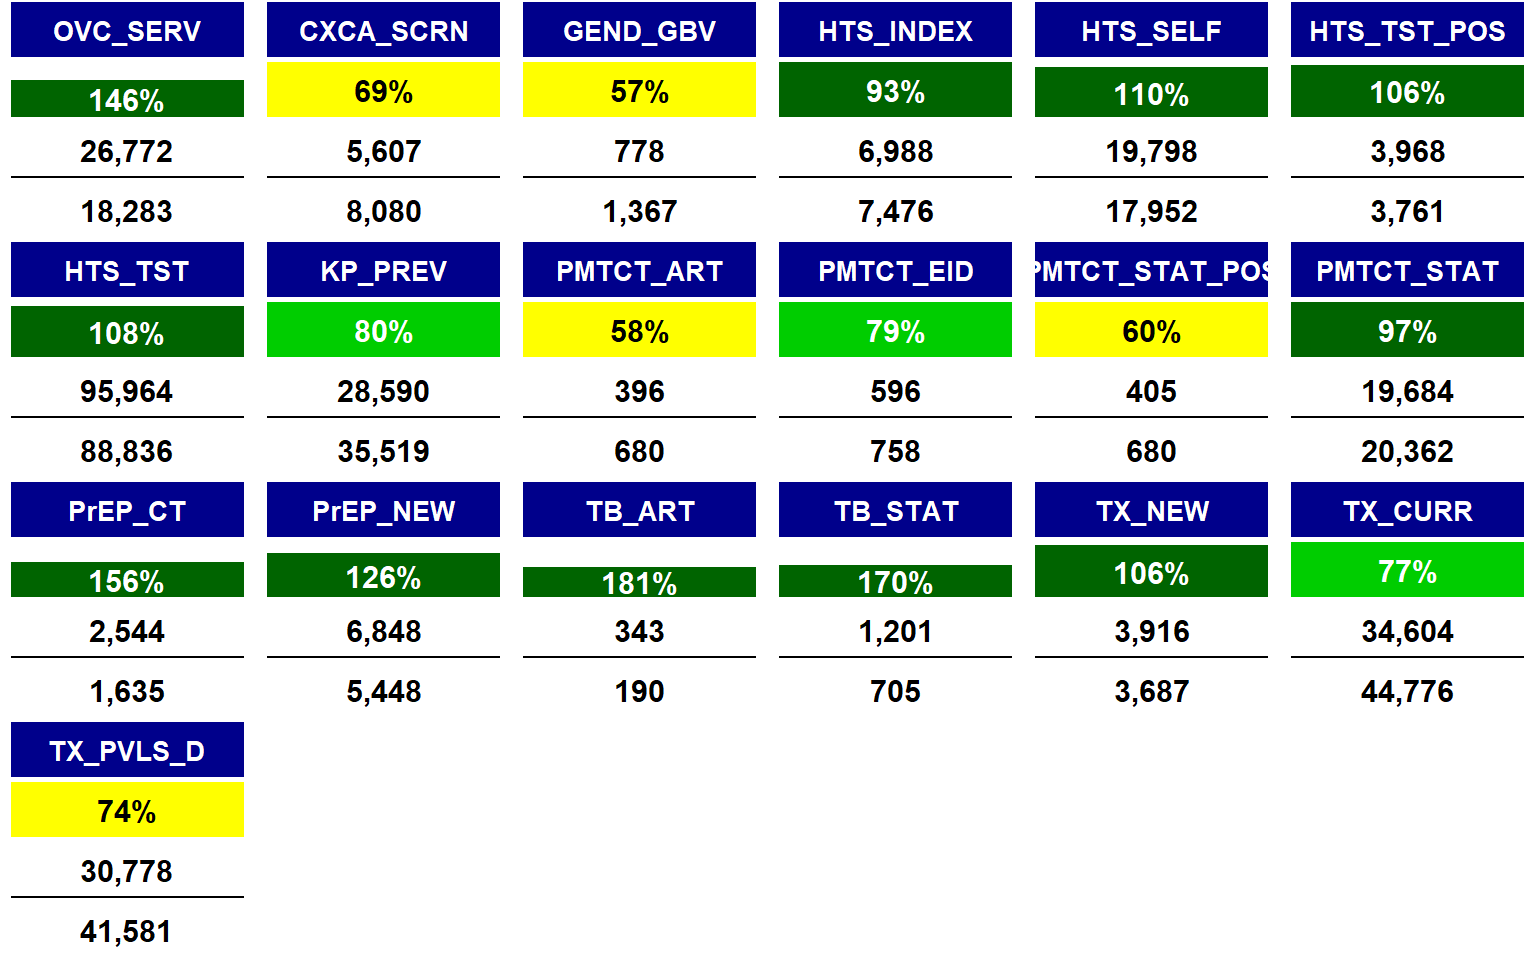 OVC_SERV CXCA_SCRN GEND_GBV HTS_INDEX HTS_SELF HTS_TST_POS
146% 69% 57% 93% 110% 106%
26,772 5,607 778 6,988 19,798 3,968
18,283 8,080 1,367 7,476 17,952 3,761
HTS_TST KP_PREV PMTCT_ART PMTCT_EID PMTCT_STAT_POS PMTCT_STAT
108% 80% 58% 79% 60% 97%
95,964 28,590 396 596 405 19,684
88,836 35,519 680 758 680 20,362
PrEP_CT PrEP_NEW TB_ART TB_STAT TX_NEW TX_CURR
156% 126% 181% 170% 106% 77%
2,544 6,848 343 1,201 3,916 34,604
1,635 5,448 190 705 3,687 44,776
TX_PVLS_D
74%
30,778
41,581